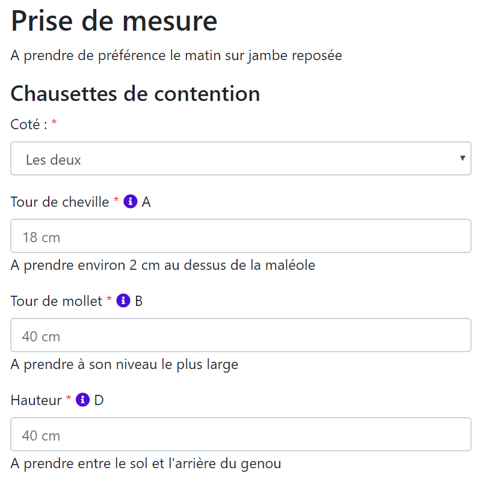 Prise de mesure
A prendre de préférence le matin sur jambe reposée
Chausettes de contention
Coté : *
Les deux
Tour de cheville * A
18 cm
A prendre environ 2 cm au dessus de la maléole
Tour de mollet * B
40 cm
A prendre à son niveau le plus large
Hauteur * D
40 cm
A prendre entre le sol et l'arrière du genou